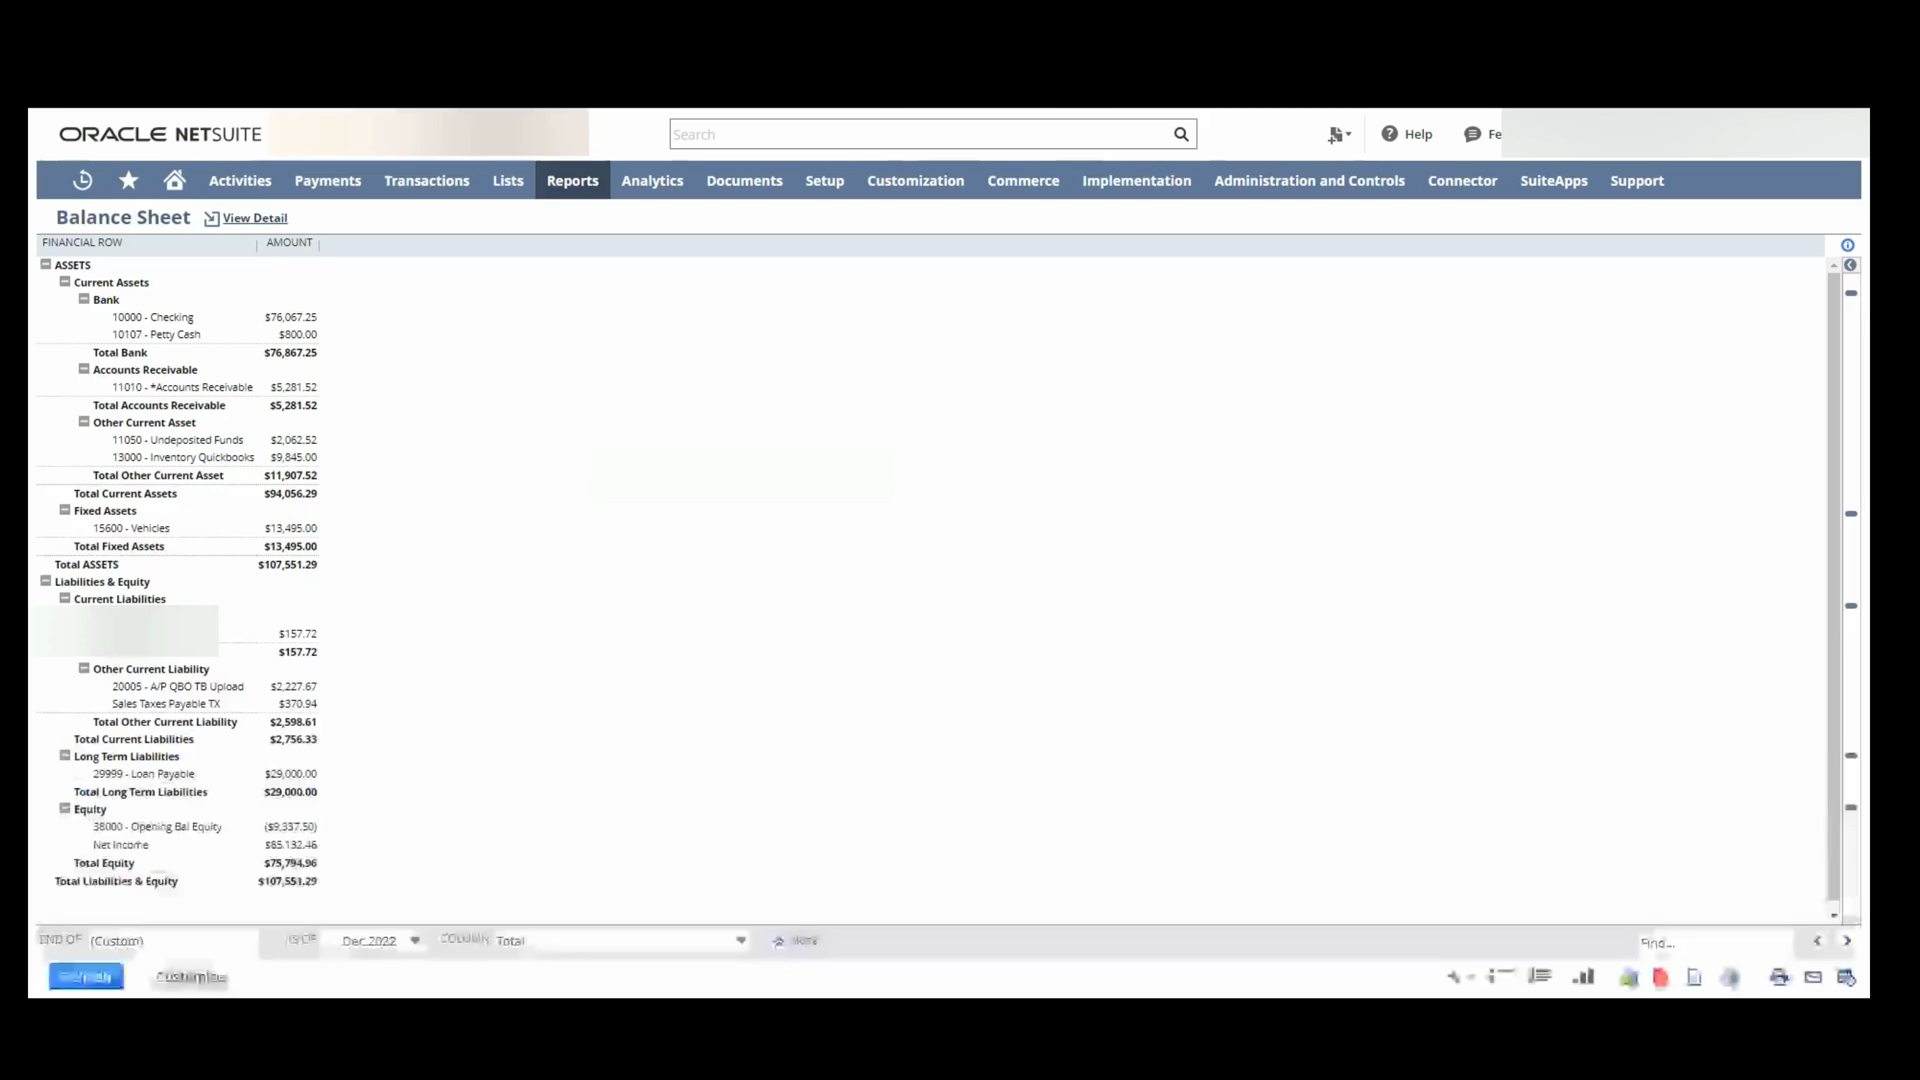 ORACLE NETSUITE
Search
Help
Fe
Activities Payments Transactions Lists Reports Analytics Documents Setup Customization Commerce Implementation Administration and Controls Connector SuiteApps Support
Balance Sheet View Detail
FINANCIAL ROW AMOUNT
ASSETS
Current Assets
Bank
10000 - Checking $76,067.25
10107 - Petty Cash $800.00
Total Bank $76,867.25
Accounts Receivable
11010 - *Accounts Receivable $5,281.52
Total Accounts Receivable $5,281.52
Other Current Asset
11050 - Undeposited Funds $2,062.52
13000 - Inventory Quickbooks $9,845.00
Total Other Current Asset $11,907.52
Total Current Assets $94,056.29
Fixed Assets
15600 - Vehicles $13,495.00
Total Fixed Assets $13,495.00
Total ASSETS $107,551.29
Liabilities & Equity
Current Liabilities
$157.72
$157.72
Other Current Liability
20005 - A/P QBO TB Upload $2,227.67
Sales Taxes Payable TX $370.94
Total Other Current Liability $2,598.61
Total Current Liabilities $2,756.33
Long Term Liabilities
29999 - Loan Payable $29,000.00
Total Long Term Liabilities $29,000.00
Equity
38000 - Opening Bal Equity ($9,337.50)
Net Income $85,132.46
Total Equity $75,794.96
Total Liabilities & Equity $107,551.29
END OF (Custom) AS OF Dec 2022 COLUMN Total Find...
Customize